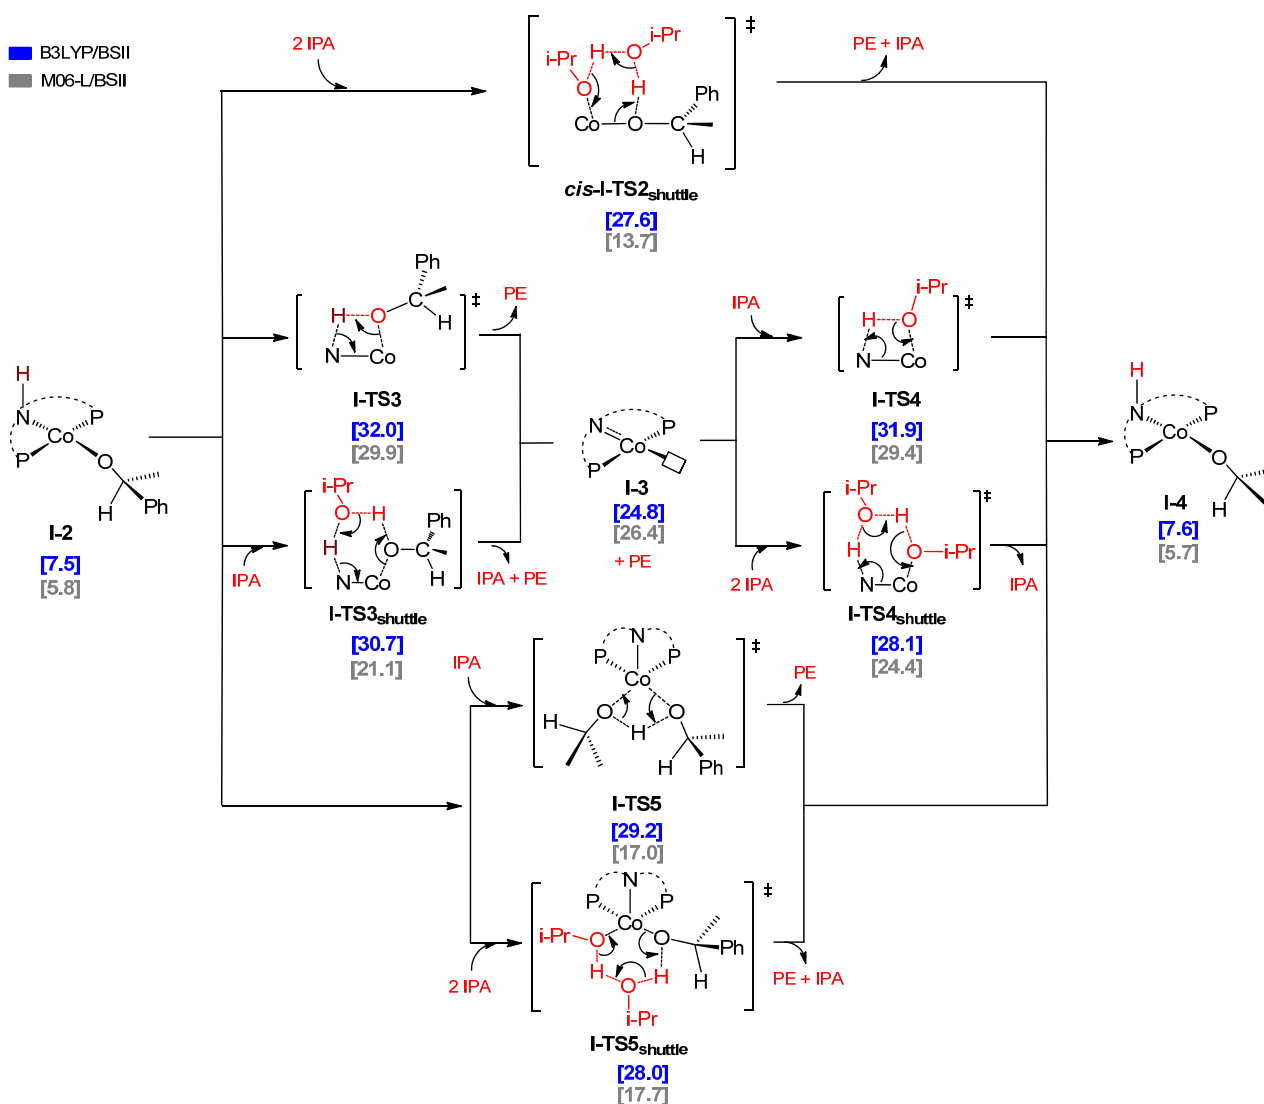 B3LYP/BSII
M06-L/BSII
2 IPA
i-Pr
H
O
i-Pr
O
H
Ph
Co
O
C
H
‡
PE + IPA
cis-I-TS2shuttle
[27.6]
[13.7]
H
O
Ph
C
H
N
Co
‡
PE
I-TS3
[32.0]
[29.9]
IPA
i-Pr
O
H
N
Co
‡
I-TS4
[31.9]
[29.4]
H
N
P
Co
P
O
H
Ph
I-2
[7.5]
[5.8]
N
P
Co
P
I-3
[24.8]
[26.4]
+ PE
H
N
P
Co
P
O
H
I-4
[7.6]
[5.7]
IPA
i-Pr
O
H
H
O
C
Ph
H
N
Co
‡
IPA + PE
I-TS3shuttle
[30.7]
[21.1]
2 IPA
i-Pr
O
H
H
O
i-Pr
N
Co
‡
IPA
I-TS4shuttle
[28.1]
[24.4]
IPA
N
P
P
Co
O
O
H
H
H
Ph
‡
PE
I-TS5
[29.2]
[17.0]
2 IPA
N
P
P
Co
i-Pr
O
O
Ph
H
H
H
O
i-Pr
‡
PE + IPA
I-TS5shuttle
[28.0]
[17.7]